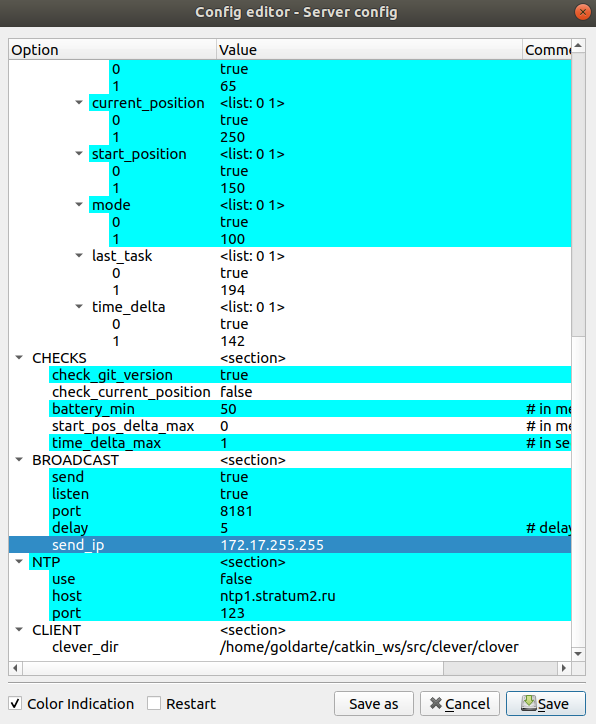 Config editor - Server config
Option Value Comme
0 true
1 65
current_position <list: 0 1>
0 true
1 250
start_position <list: 0 1>
0 true
1 150
mode <list: 0 1>
0 true
1 100
last_task <list: 0 1>
0 true
1 194
time_delta <list: 0 1>
0 true
1 142
CHECKS <section>
check_git_version true
check_current_position false
battery_min 50 # in me
start_pos_delta_max 0 # in me
time_delta_max 1 # in se
BROADCAST <section>
send true
listen true
port 8181
delay 5 # delay
send_ip 172.17.255.255
NTP <section>
use false
host ntp1.stratum2.ru
port 123
CLIENT <section>
clever_dir /home/goldarte/catkin_ws/src/clever/clover
Color Indication Restart Save as Cancel Save